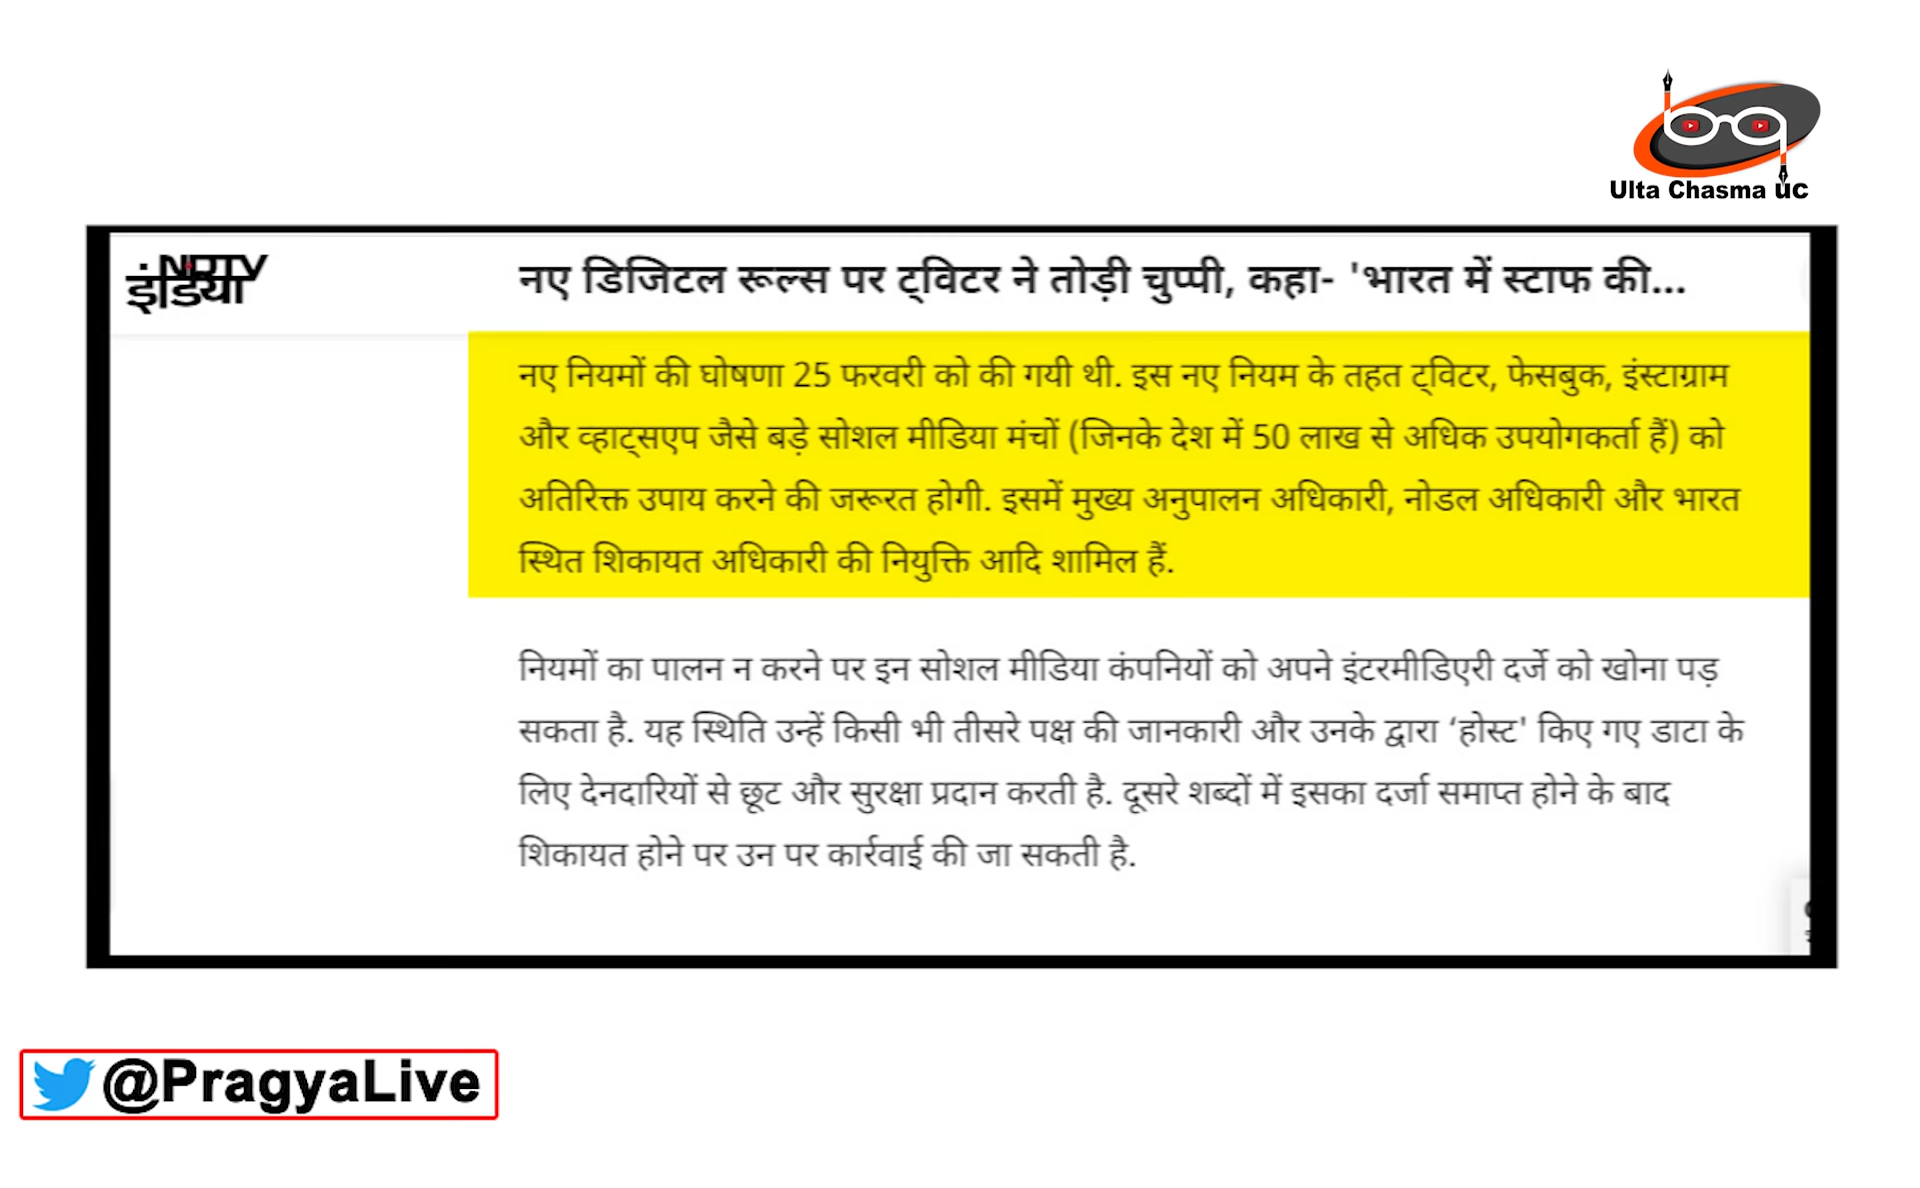 Ulta Chasma uc
NDTV
इंडिया
नए डिजिटल रूल्स पर ट्विटर ने तोड़ी चुप्पी, कहा- 'भारत में स्टाफ की...
नए नियमों की घोषणा 25 फरवरी को की गयी थी. इस नए नियम के तहत ट्विटर, फेसबुक, इंस्टाग्राम
और व्हाट्सएप जैसे बड़े सोशल मीडिया मंचों (जिनके देश में 50 लाख से अधिक उपयोगकर्ता हैं) को
अतिरिक्त उपाय करने की जरूरत होगी. इसमें मुख्य अनुपालन अधिकारी, नोडल अधिकारी और भारत
स्थित शिकायत अधिकारी की नियुक्ति आदि शामिल हैं.
नियमों का पालन न करने पर इन सोशल मीडिया कंपनियों को अपने इंटरमीडिएरी दर्जे को खोना पड़
सकता है. यह स्थिति उन्हें किसी भी तीसरे पक्ष की जानकारी और उनके द्वारा ‘होस्ट' किए गए डाटा के
लिए देनदारियों से छूट और सुरक्षा प्रदान करती है. दूसरे शब्दों में इसका दर्जा समाप्त होने के बाद
शिकायत होने पर उन पर कार्रवाई की जा सकती है.
@PragyaLive